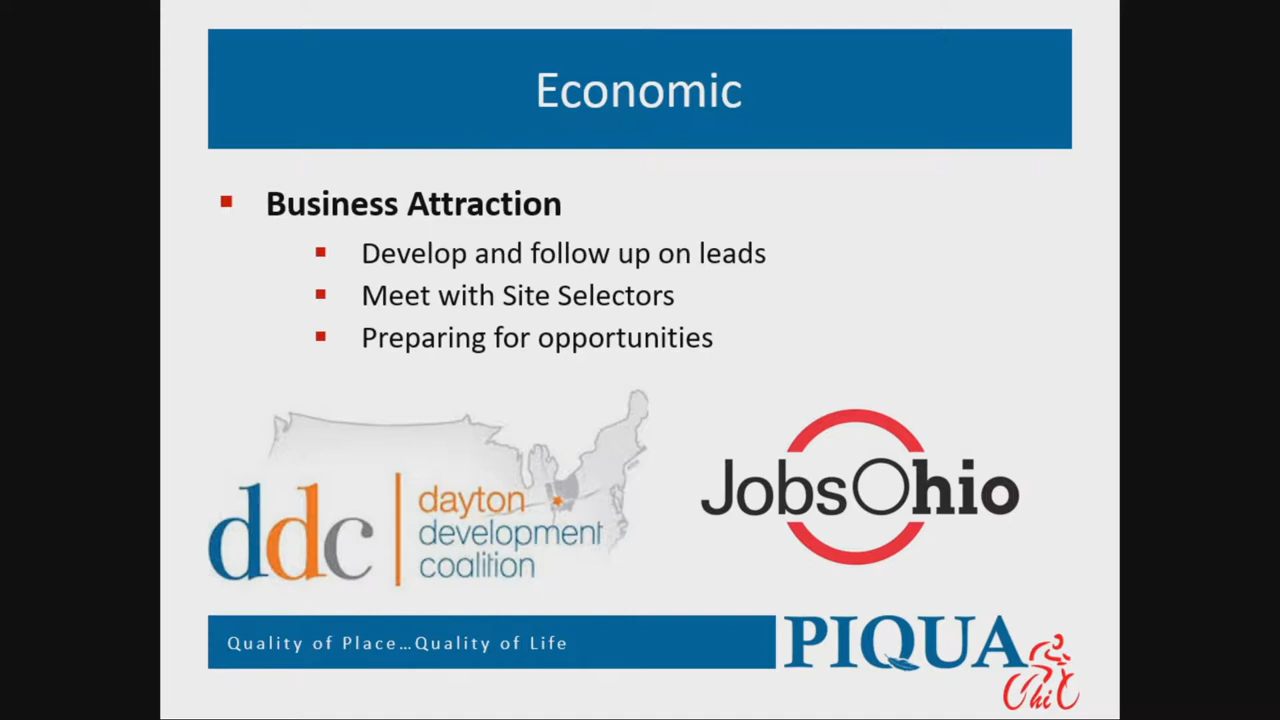 Economic
Business Attraction
Develop and follow up on leads
Meet with Site Selectors
Preparing for opportunities
ddc
dayton
development
coalition
JobsOhio
Quality of Place…Quality of Life
PIQUA
Ohio